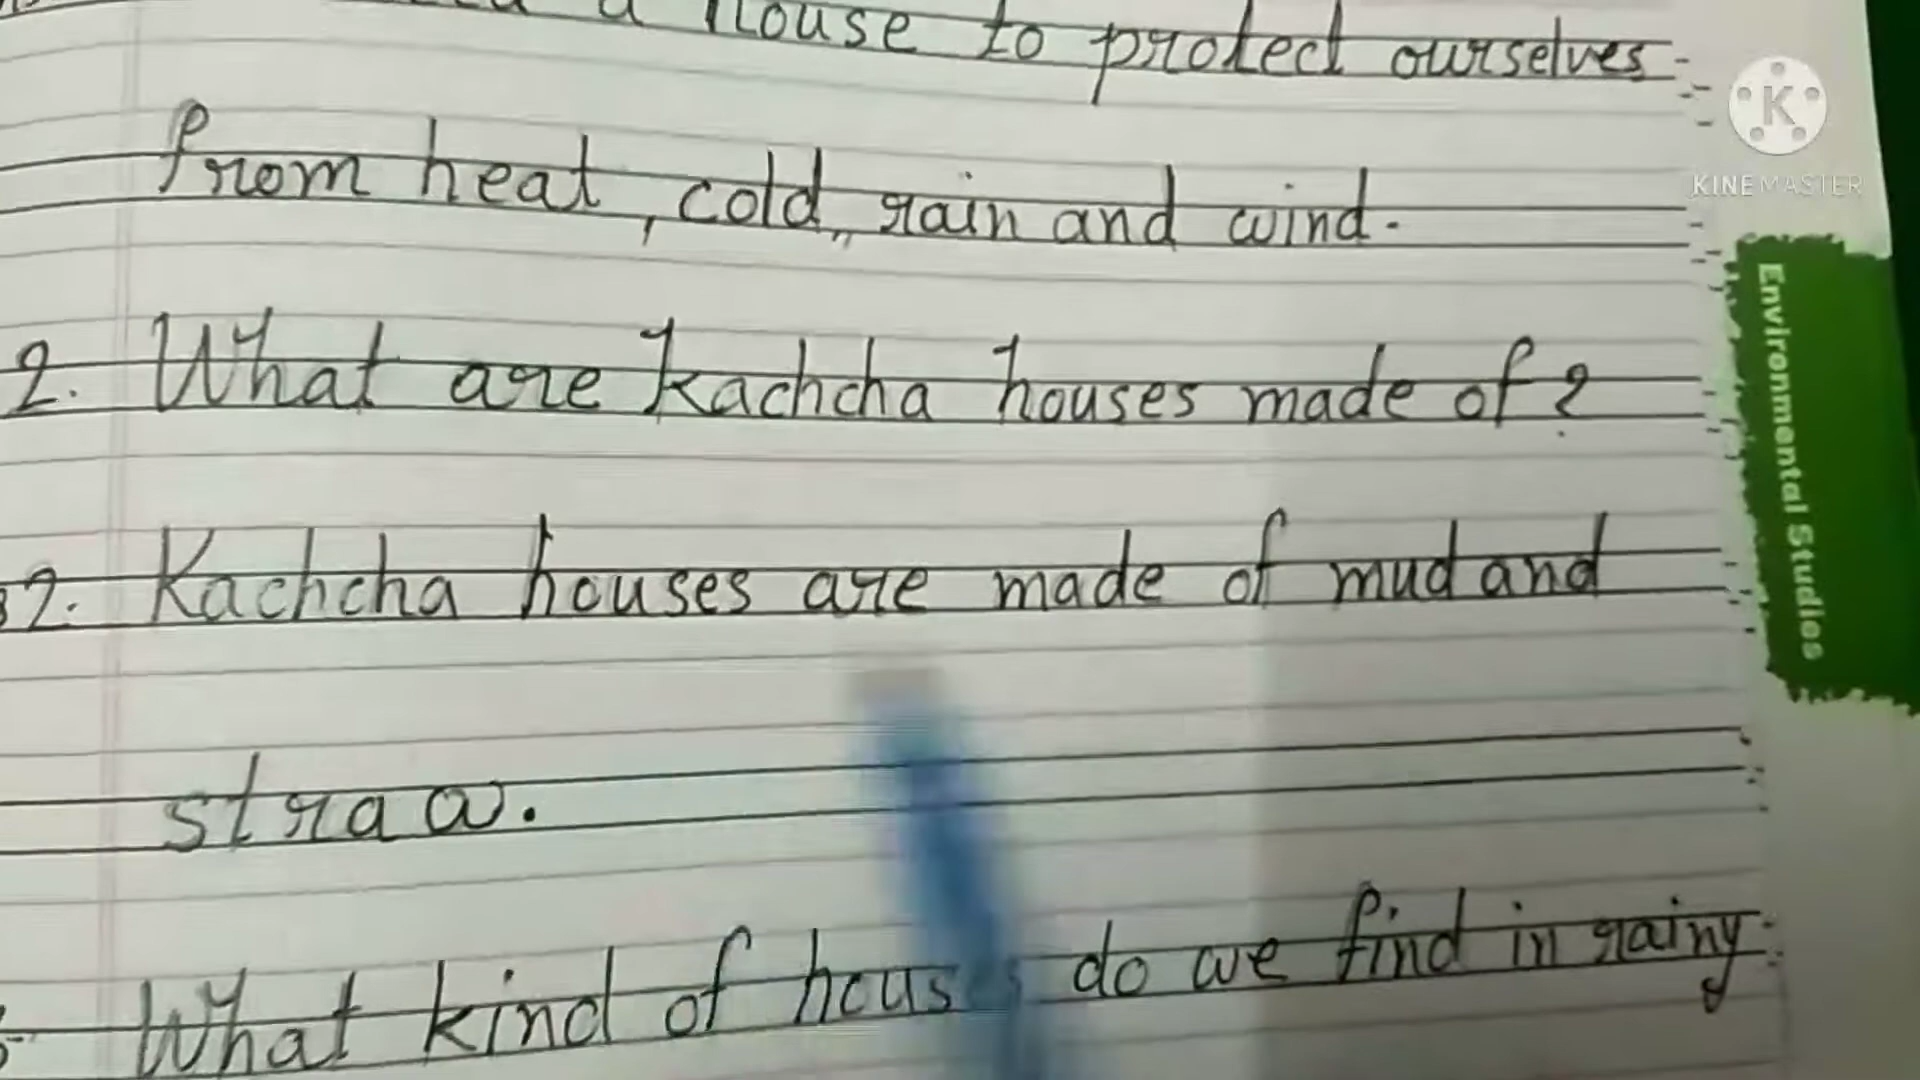 a House to protect ourselves
from heat, cold,, rain and wind.
2. What are Kachcha houses made of?
2. Kachcha houses are made of mud and
straw.
What kind of houses do we find in rainy
KINEMASTER
Environmental Studies